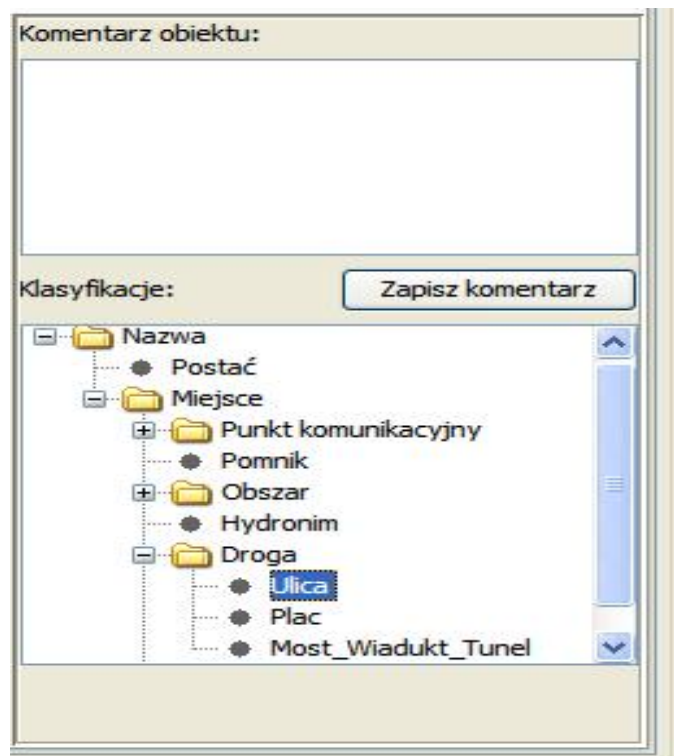 Komentarz obiektu:
Klasyfikacje:
Zapisz komentarz
Nazwa
Postać
Miejsce
Punkt komunikacyjny
Pomnik
Obszar
Hydronim
Droga
Ulica
Plac
Most_Wiadukt_Tunel